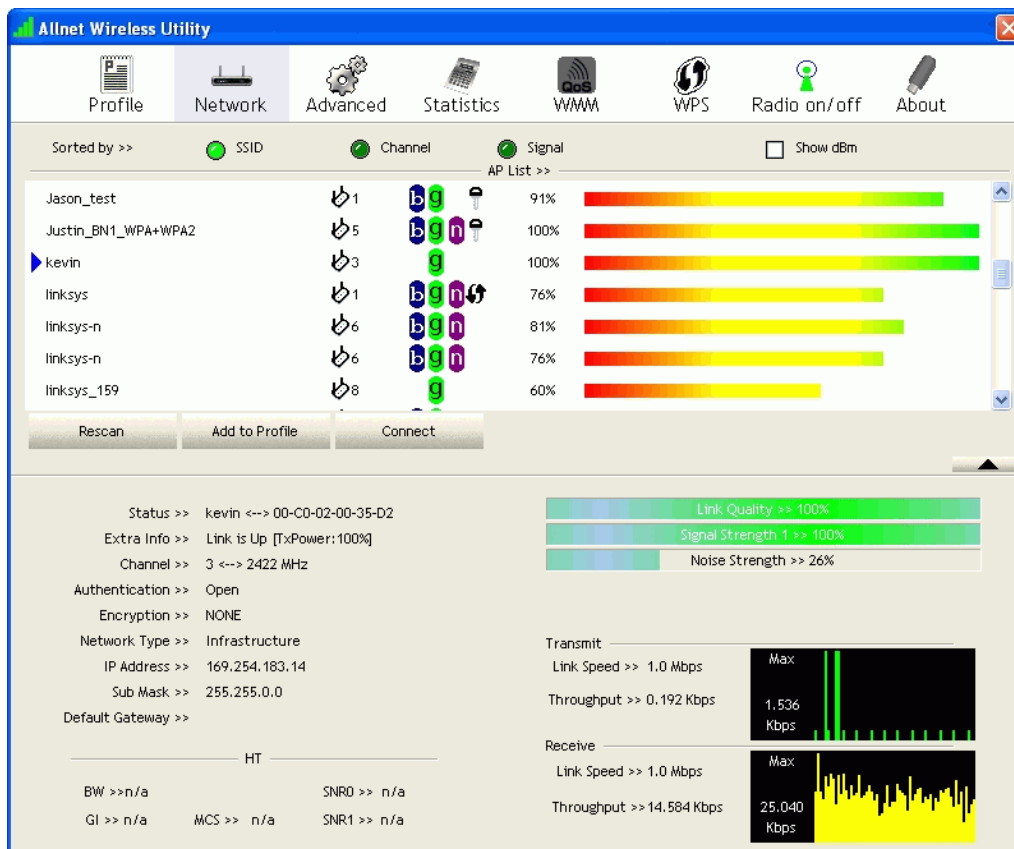 Allnet Wireless Utility
Profile Network Advanced Statistics QoS WMM WPS Radio on/off About
Sorted by >> SSID Channel Signal Show dBm
AP List >>
Jason_test 1 b g 91%
Justin_BN1_WPA+WPA2 5 b g n 100%
kevin 3 g 100%
linksys 1 b g n 76%
linksys-n 6 b g n 81%
linksys-n 6 b g n 76%
linksys_159 8 g 60%
Rescan Add to Profile Connect
Status >> kevin <--> 00-C0-02-00-35-D2
Extra Info >> Link is Up [TxPower:100%]
Channel >> 3 <--> 2422 MHz
Authentication >> Open
Encryption >> NONE
Network Type >> Infrastructure
IP Address >> 169.254.183.14
Sub Mask >> 255.255.0.0
Default Gateway >>
HT
BW >>n/a SNR0 >> n/a
GI >> n/a MCS >> n/a SNR1 >> n/a
Link Quality >> 100%
Signal Strength 1 >> 100%
Noise Strength >> 26%
Transmit
Link Speed >> 1.0 Mbps
Throughput >> 0.192 Kbps
Max
1.536
Kbps
Receive
Link Speed >> 1.0 Mbps
Throughput >> 14.584 Kbps
Max
25.040
Kbps